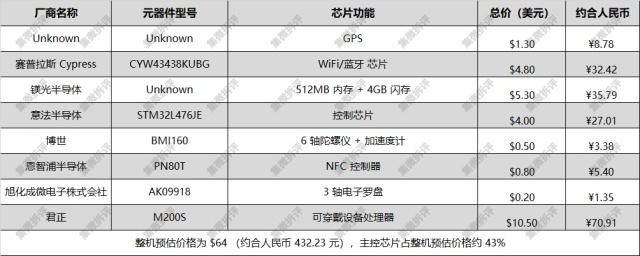 厂商名称 元器件型号 芯片功能 总价（美元） 约合人民币
Unknown Unknown GPS $1.30 ¥8.78
赛普拉斯 Cypress CYW43438KUBG WiFi/蓝牙 芯片 $4.80 ¥32.42
镁光半导体 Unknown 512MB 内存 + 4GB 闪存 $5.30 ¥35.79
意法半导体 STM32L476JE 控制芯片 $4.00 ¥27.01
博世 BMI160 6 轴陀螺仪 + 加速度计 $0.50 ¥3.38
恩智浦半导体 PN80T NFC 控制器 $0.80 ¥5.40
旭化成微电子株式会社 AK09918 3 轴电子罗盘 $0.20 ¥1.35
君正 M200S 可穿戴设备处理器 $10.50 ¥70.91
整机预估价格为 $64 （约合人民币 432.23 元），主控芯片占整机预估价格约 43%